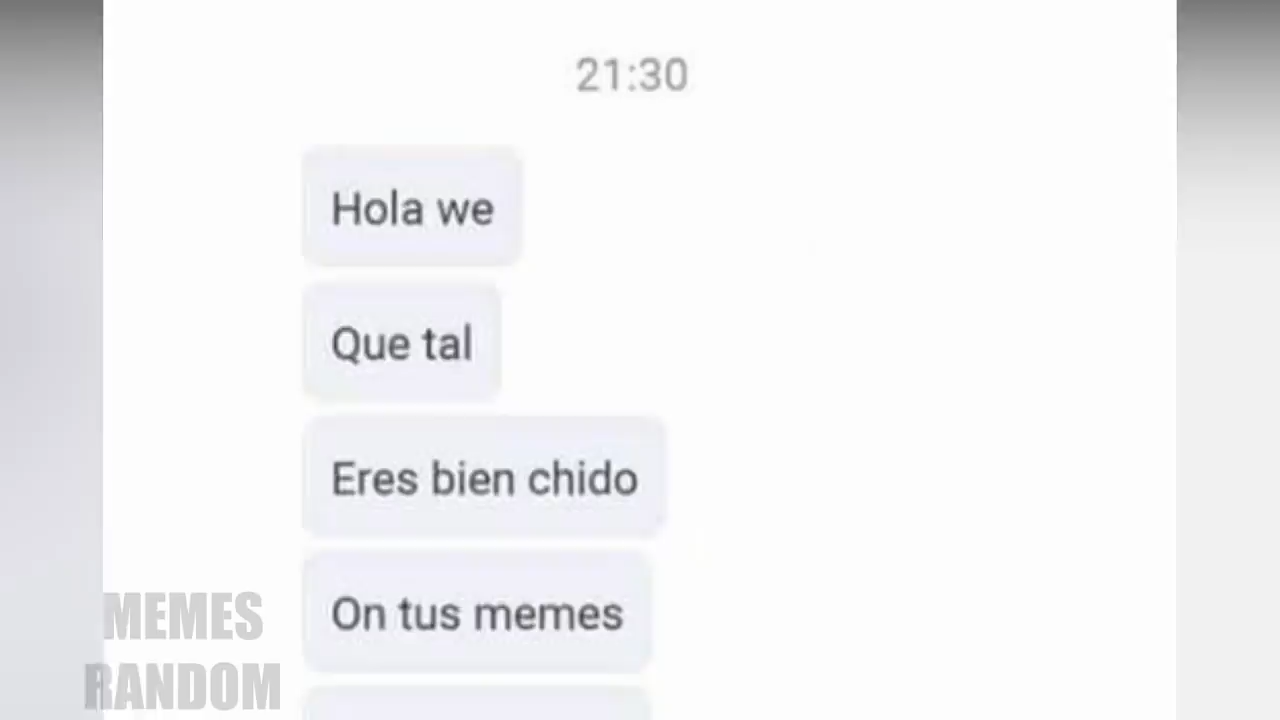 21:30
Hola we
Que tal
Eres bien chido
On tus memes
MEMES
RANDOM